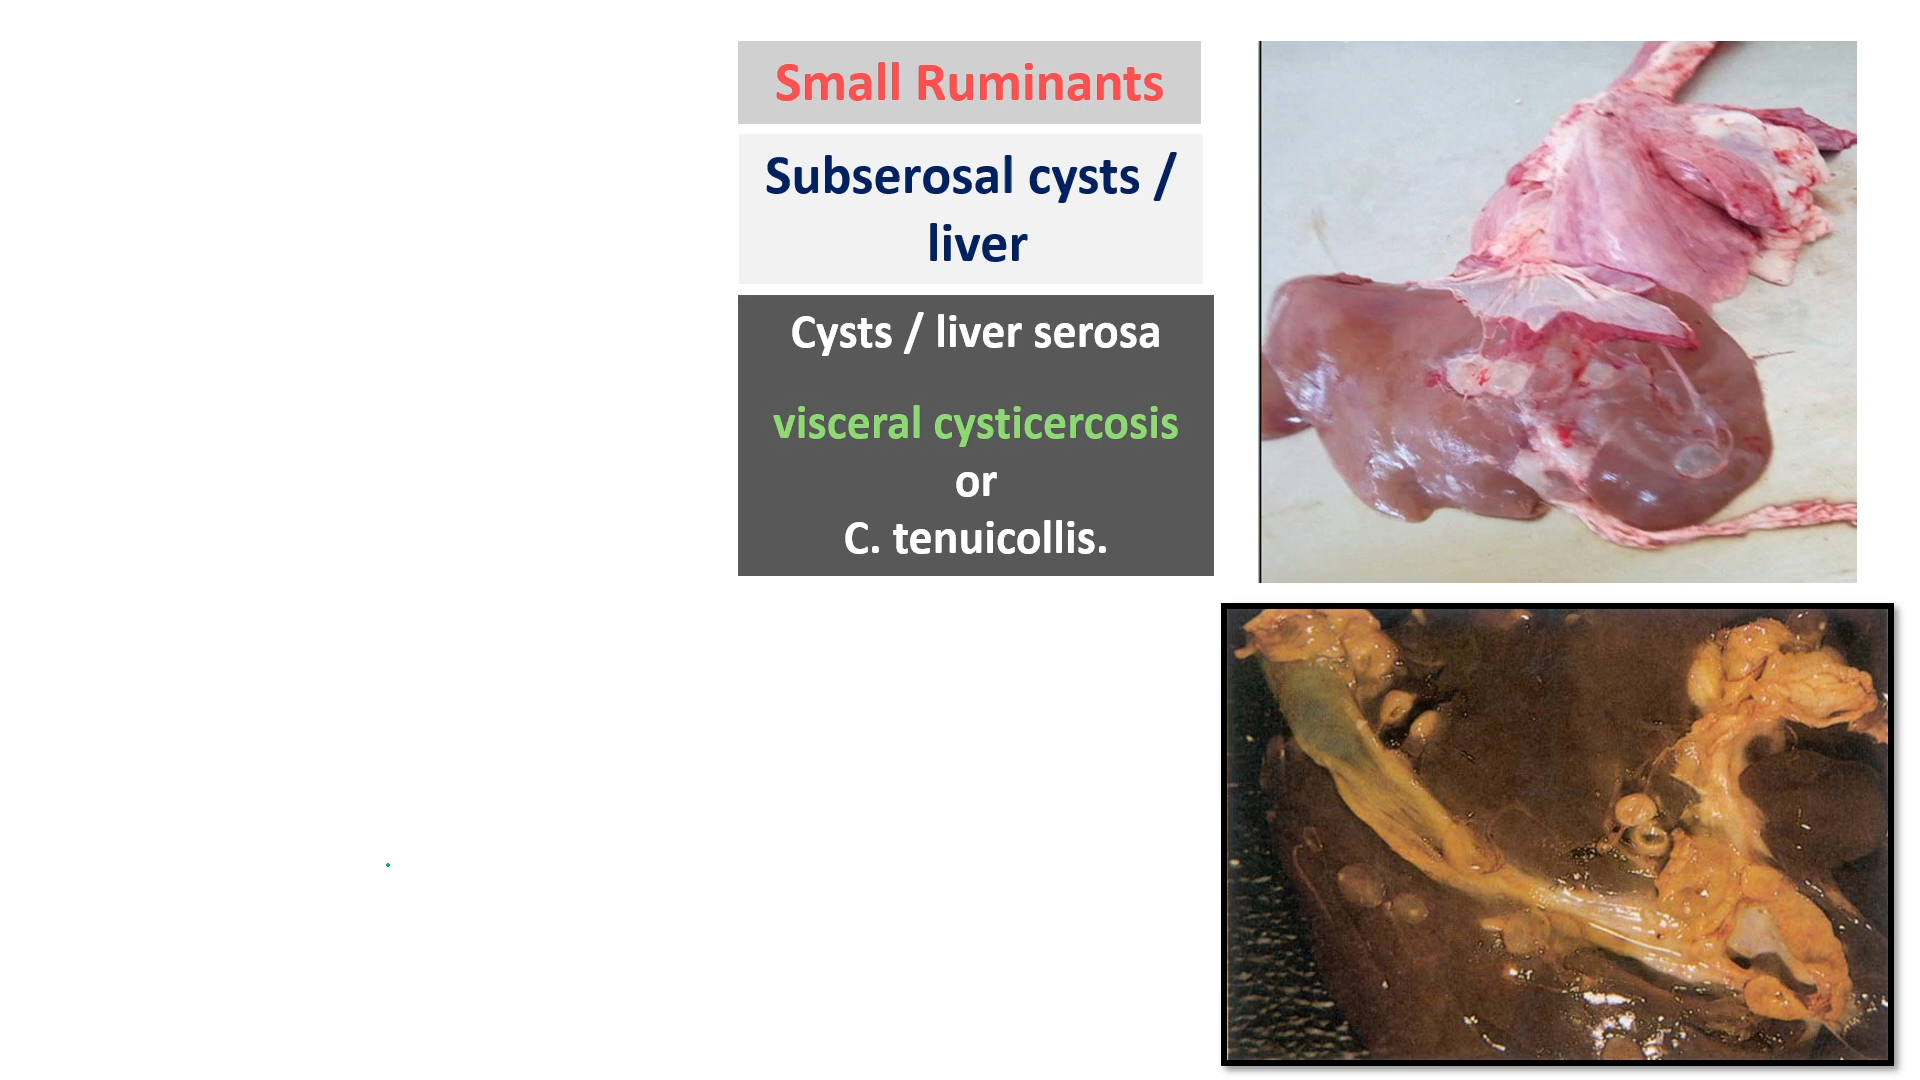 Small Ruminants
Subserosal cysts /
liver
Cysts / liver serosa
visceral cysticercosis
or
C. tenuicollis.